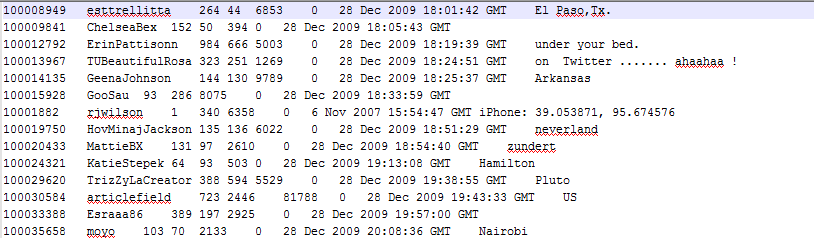 100008949 esttrellitta 264 44 6853 0 28 Dec 2009 18:01:42 GMT El Paso,Tx.
100009841 ChelseaBex 152 50 394 0 28 Dec 2009 18:05:43 GMT
100012792 ErinPattisonn 984 666 5003 0 28 Dec 2009 18:19:39 GMT under your bed.
100013967 TUBeautifulRosa 323 251 1269 0 28 Dec 2009 18:24:51 GMT on Twitter ....... ahaahaa !
100014135 GeenaJohnson 144 130 9789 0 28 Dec 2009 18:25:37 GMT Arkansas
100015928 GooSau 93 286 8075 0 28 Dec 2009 18:33:59 GMT
10001882 rjwilson 1 340 6358 0 6 Nov 2007 15:54:47 GMT iPhone: 39.053871, 95.674576
100019750 HovMinajJackson 135 136 6022 0 28 Dec 2009 18:51:29 GMT neverland
100020433 MattieBX 131 97 2610 0 28 Dec 2009 18:54:40 GMT zundert
100024321 KatieStepek 64 93 503 0 28 Dec 2009 19:13:08 GMT Hamilton
100029620 TrizZyLaCreator 388 594 5529 0 28 Dec 2009 19:38:55 GMT Pluto
100030584 articlefield 723 2446 81788 0 28 Dec 2009 19:43:33 GMT US
100033388 Esraaa86 389 197 2925 0 28 Dec 2009 19:57:00 GMT
100035658 moyo 103 70 2133 0 28 Dec 2009 20:08:36 GMT Nairobi